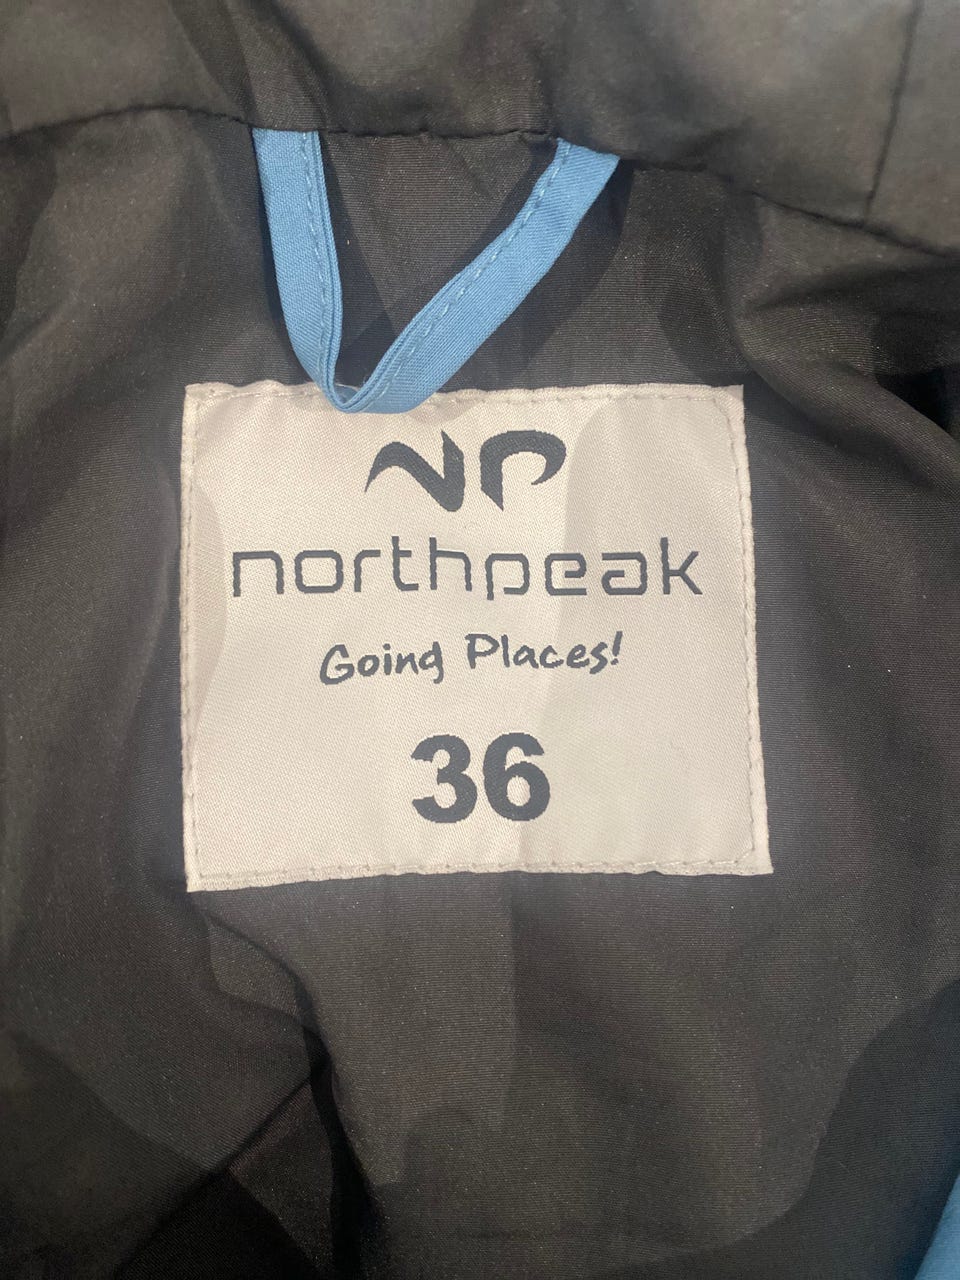 NP
northpeak
Going Places!
36